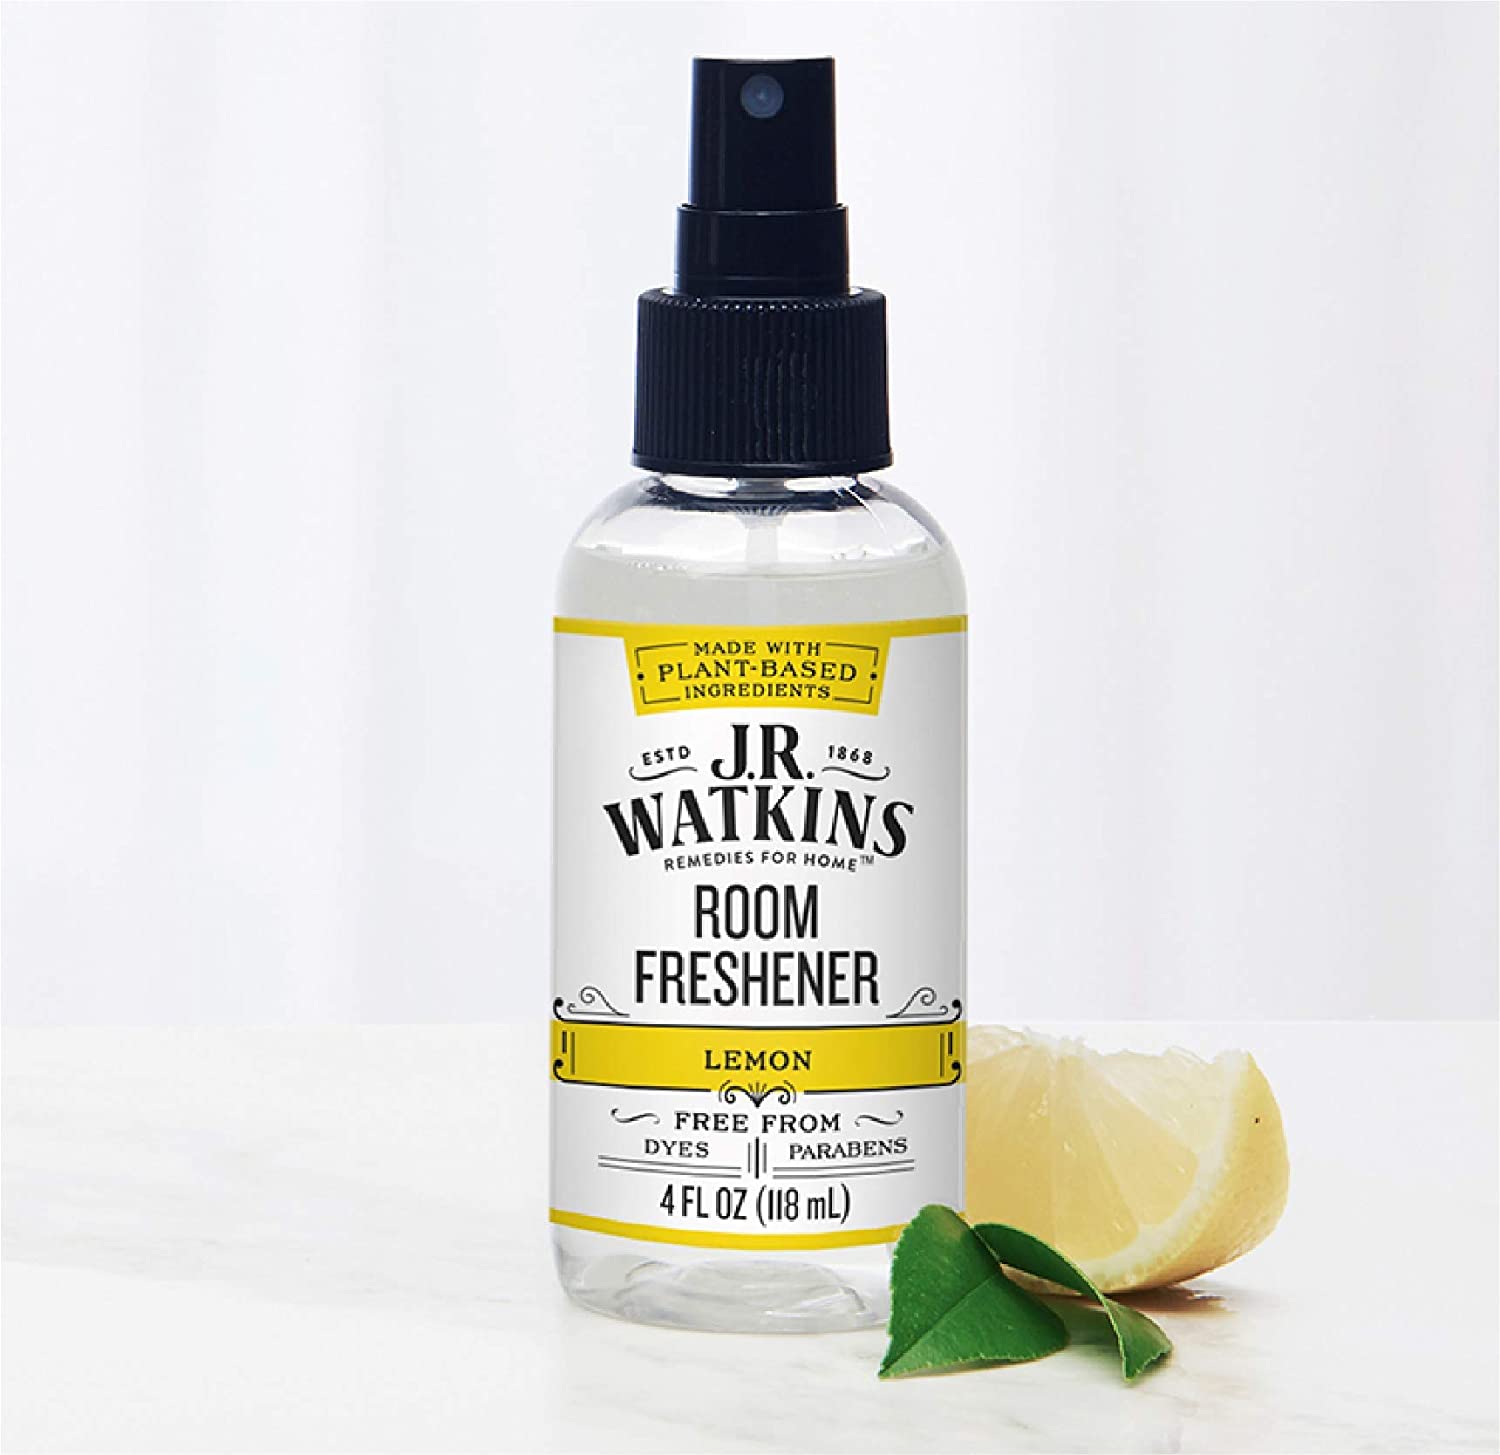 MADE WITH
PLANT-BASED
INGREDIENTS
ESTD J.R. 1868
WATKINS
REMEDIES FOR HOME™
ROOM
FRESHENER
LEMON
FREE FROM
DYES PARABENS
4 FL OZ (118 mL)